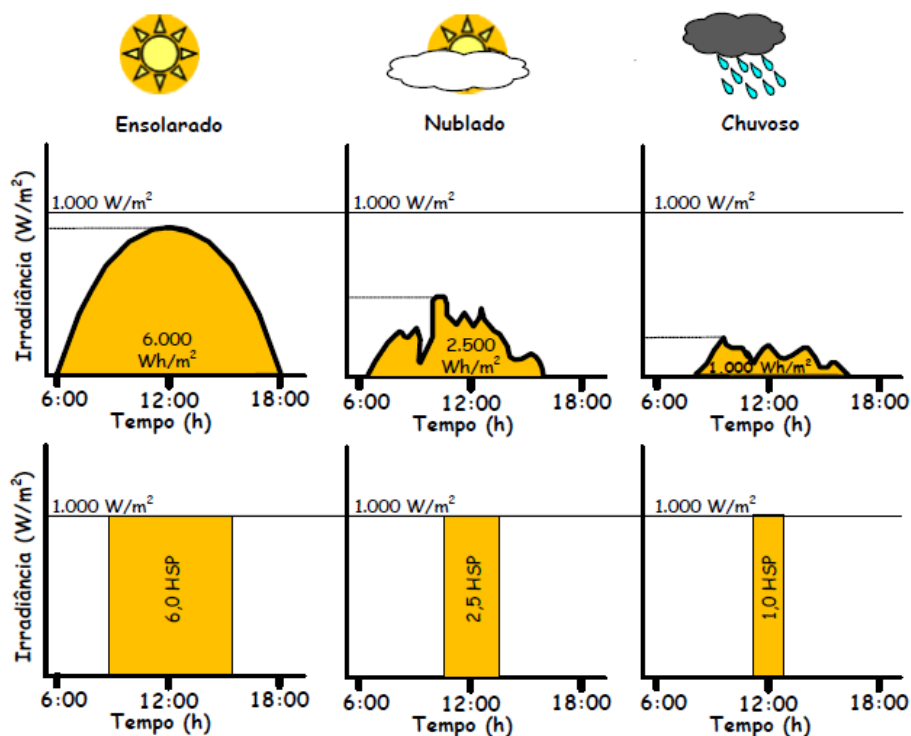 Ensolarado
Nublado
Chuvoso
Irradiância (W/m²)
1.000 W/m²
6.000
Wh/m²
6:00
12:00
18:00
Tempo (h)
1.000 W/m²
2.500
Wh/m²
6:00
12:00
18:00
Tempo (h)
1.000 W/m²
1.000 Wh/m²
6:00
12:00
18:00
Tempo (h)
Irradiância (W/m²)
1.000 W/m²
6,0 HSP
6:00
12:00
18:00
Tempo (h)
1.000 W/m²
2,5 HSP
6:00
12:00
18:00
Tempo (h)
1.000 W/m²
1,0 HSP
6:00
12:00
18:00
Tempo (h)